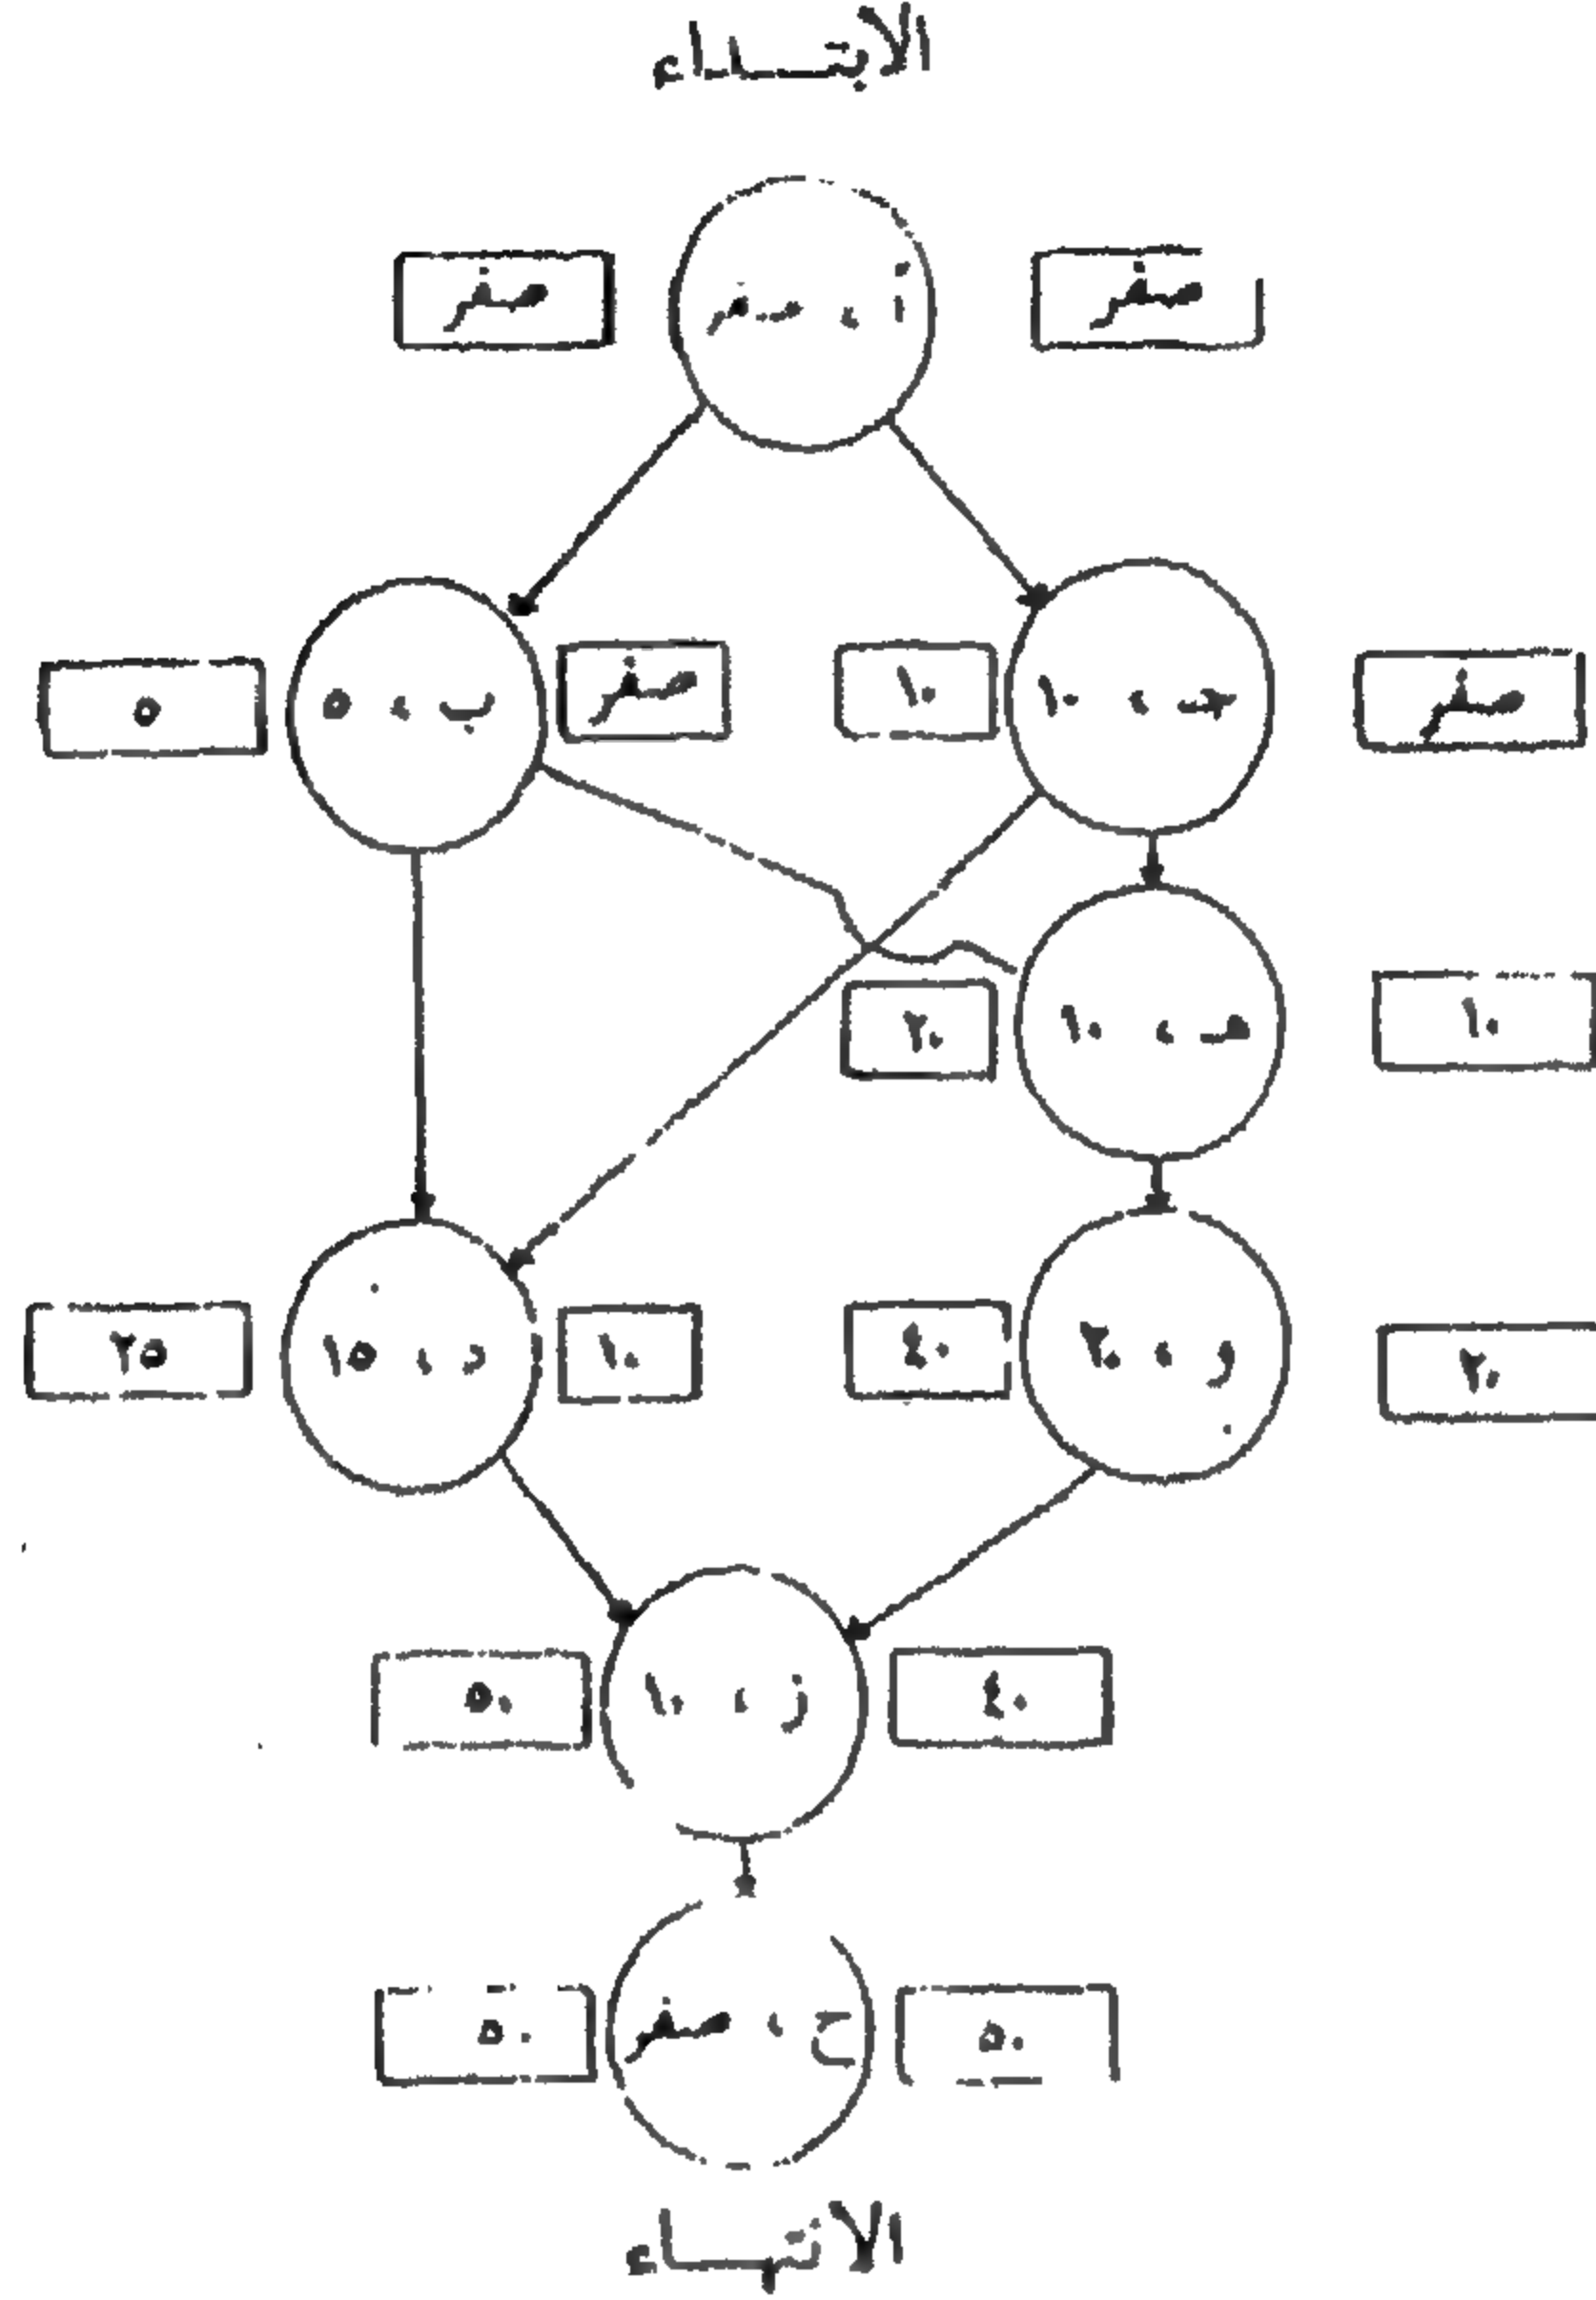 الابتداء
صفر أ ، صفر صفر
صفر جـ ، ١٠ ١٠ صفر ب ، ٥ ٥
١٠ هـ ، ١٠ ٢٠
٢٠ و ، ٢٠ ٤٠ ١٠ د ، ١٥ ٢٥
٤٠ ز ، ١٠ ٥٠
٥٠ ح ، صفر ٥٠
الانهاء